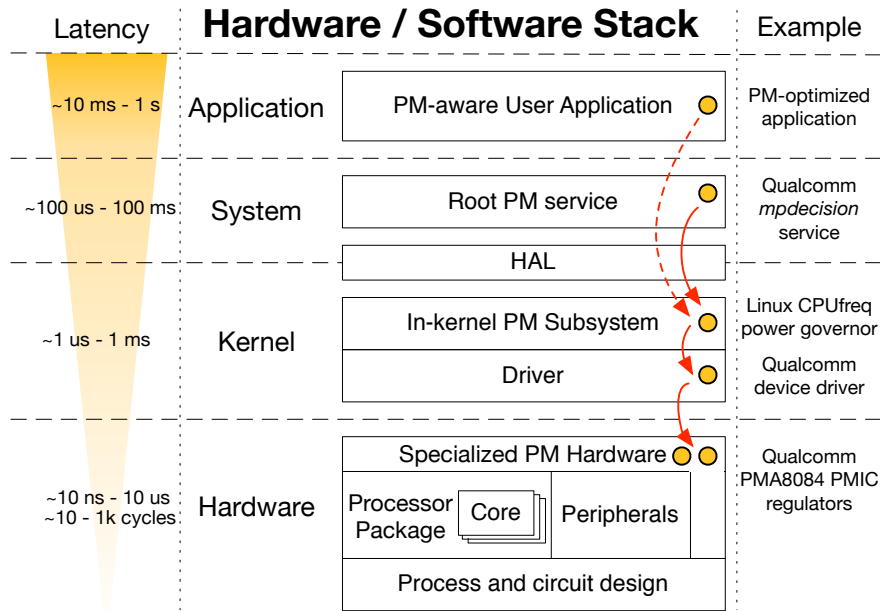 Latency
Hardware / Software Stack
Example
~10 ms - 1 s
Application
PM-aware User Application
PM-optimized
application
~100 us - 100 ms
System
Root PM service
Qualcomm
mpdecision
service
HAL
~1 us - 1 ms
Kernel
In-kernel PM Subsystem
Linux CPUfreq
power governor
Driver
Qualcomm
device driver
~10 ns - 10 us
~10 - 1k cycles
Hardware
Specialized PM Hardware
Processor
Package
Core
Peripherals
Process and circuit design
Qualcomm
PMA8084 PMIC
regulators